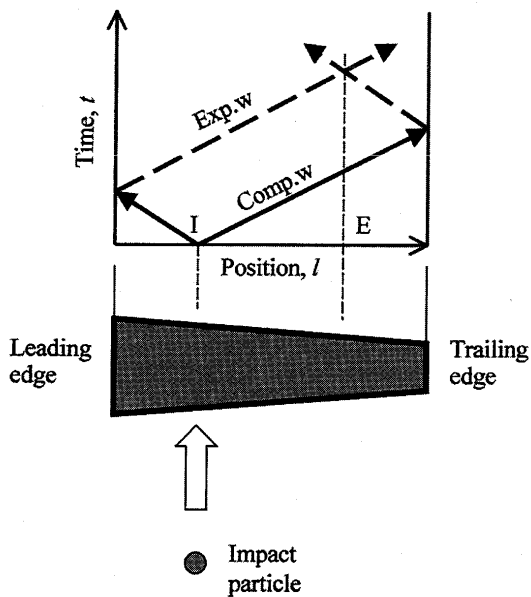 Time, t
Exp.w
Comp.w
I
E
Position, l
Leading
edge
Trailing
edge
Impact
particle